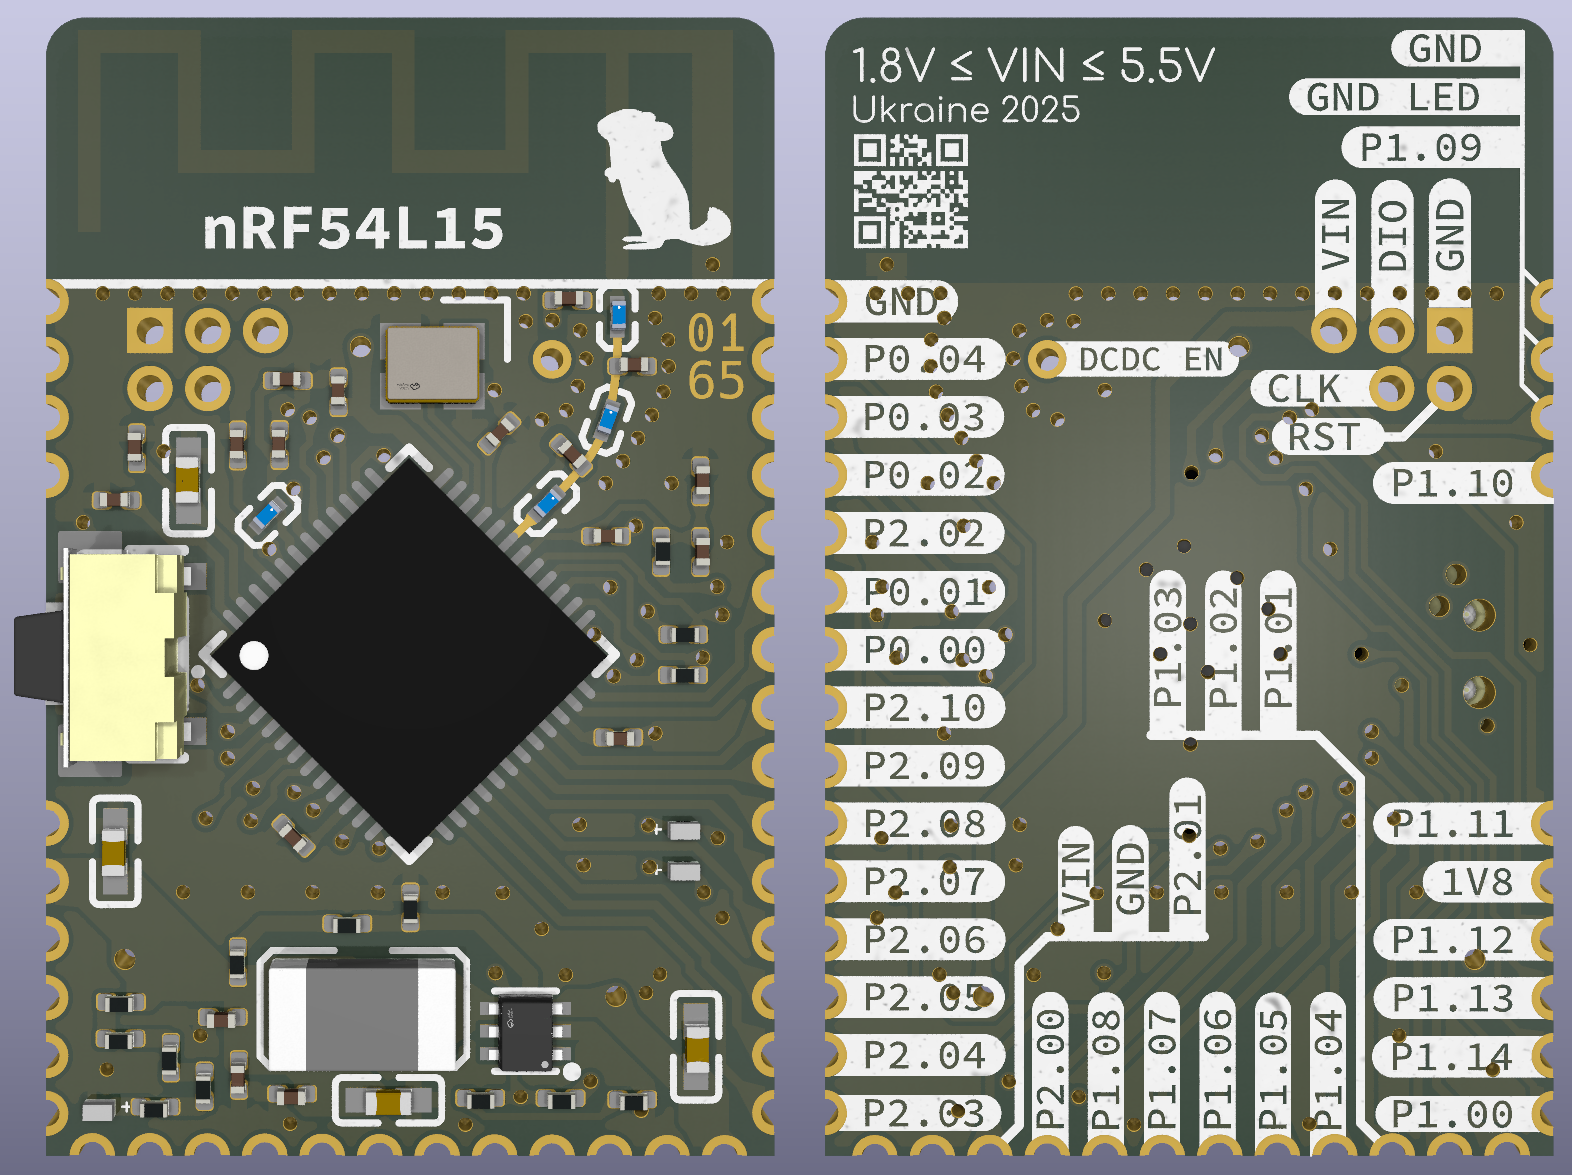 nRF54L15
01
65
+
+
+
1.8V ≤ VIN ≤ 5.5V
Ukraine 2025
GND
GND LED
P1.09
VIN
DIO
GND
GND
P0.04
DCDC EN
CLK
P0.03
RST
P0.02
P1.10
P2.02
P0.01
P1.03
P1.02
P1.01
P0.00
P2.10
P2.09
P2.08
P1.11
VIN
GND
P2.01
P2.07
1V8
P2.06
P1.12
P2.05
P1.13
P2.04
P1.14
P2.00
P1.08
P1.07
P1.06
P1.05
P1.04
P2.03
P1.00